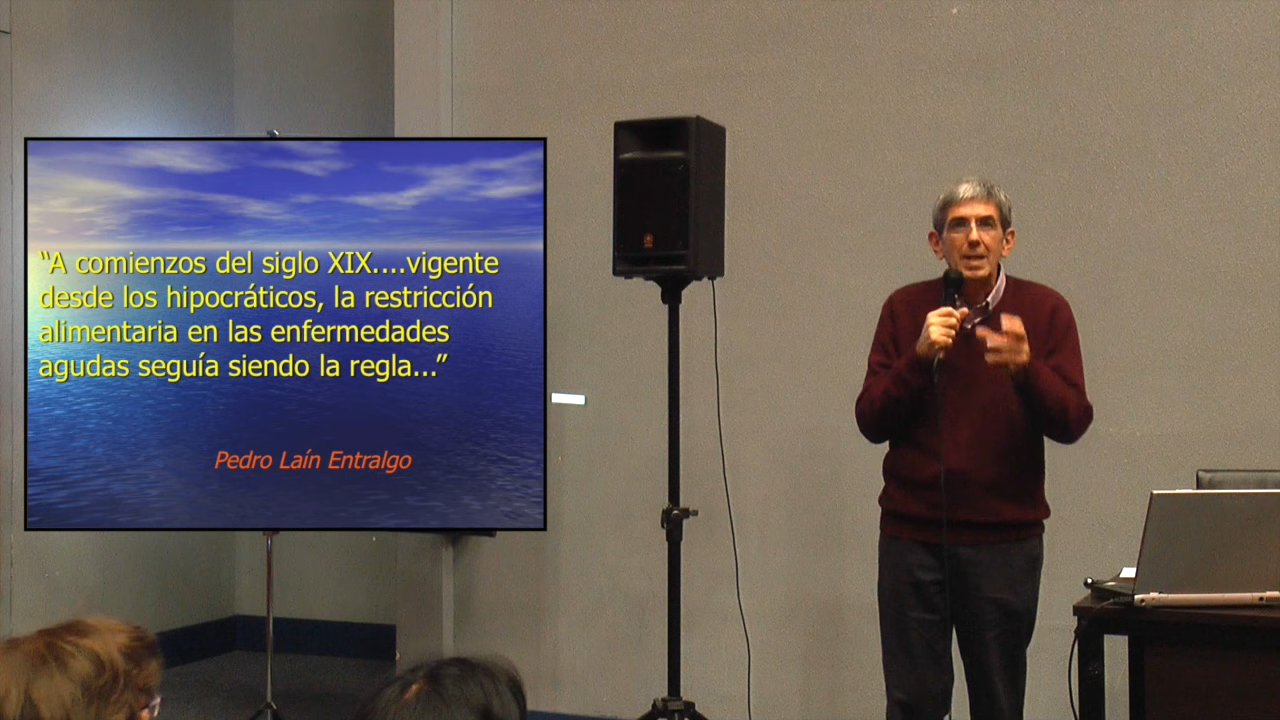 “A comienzos del siglo XIX....vigente
desde los hipocráticos, la restricción
alimentaria en las enfermedades
agudas seguía siendo la regla...”
Pedro Laín Entralgo